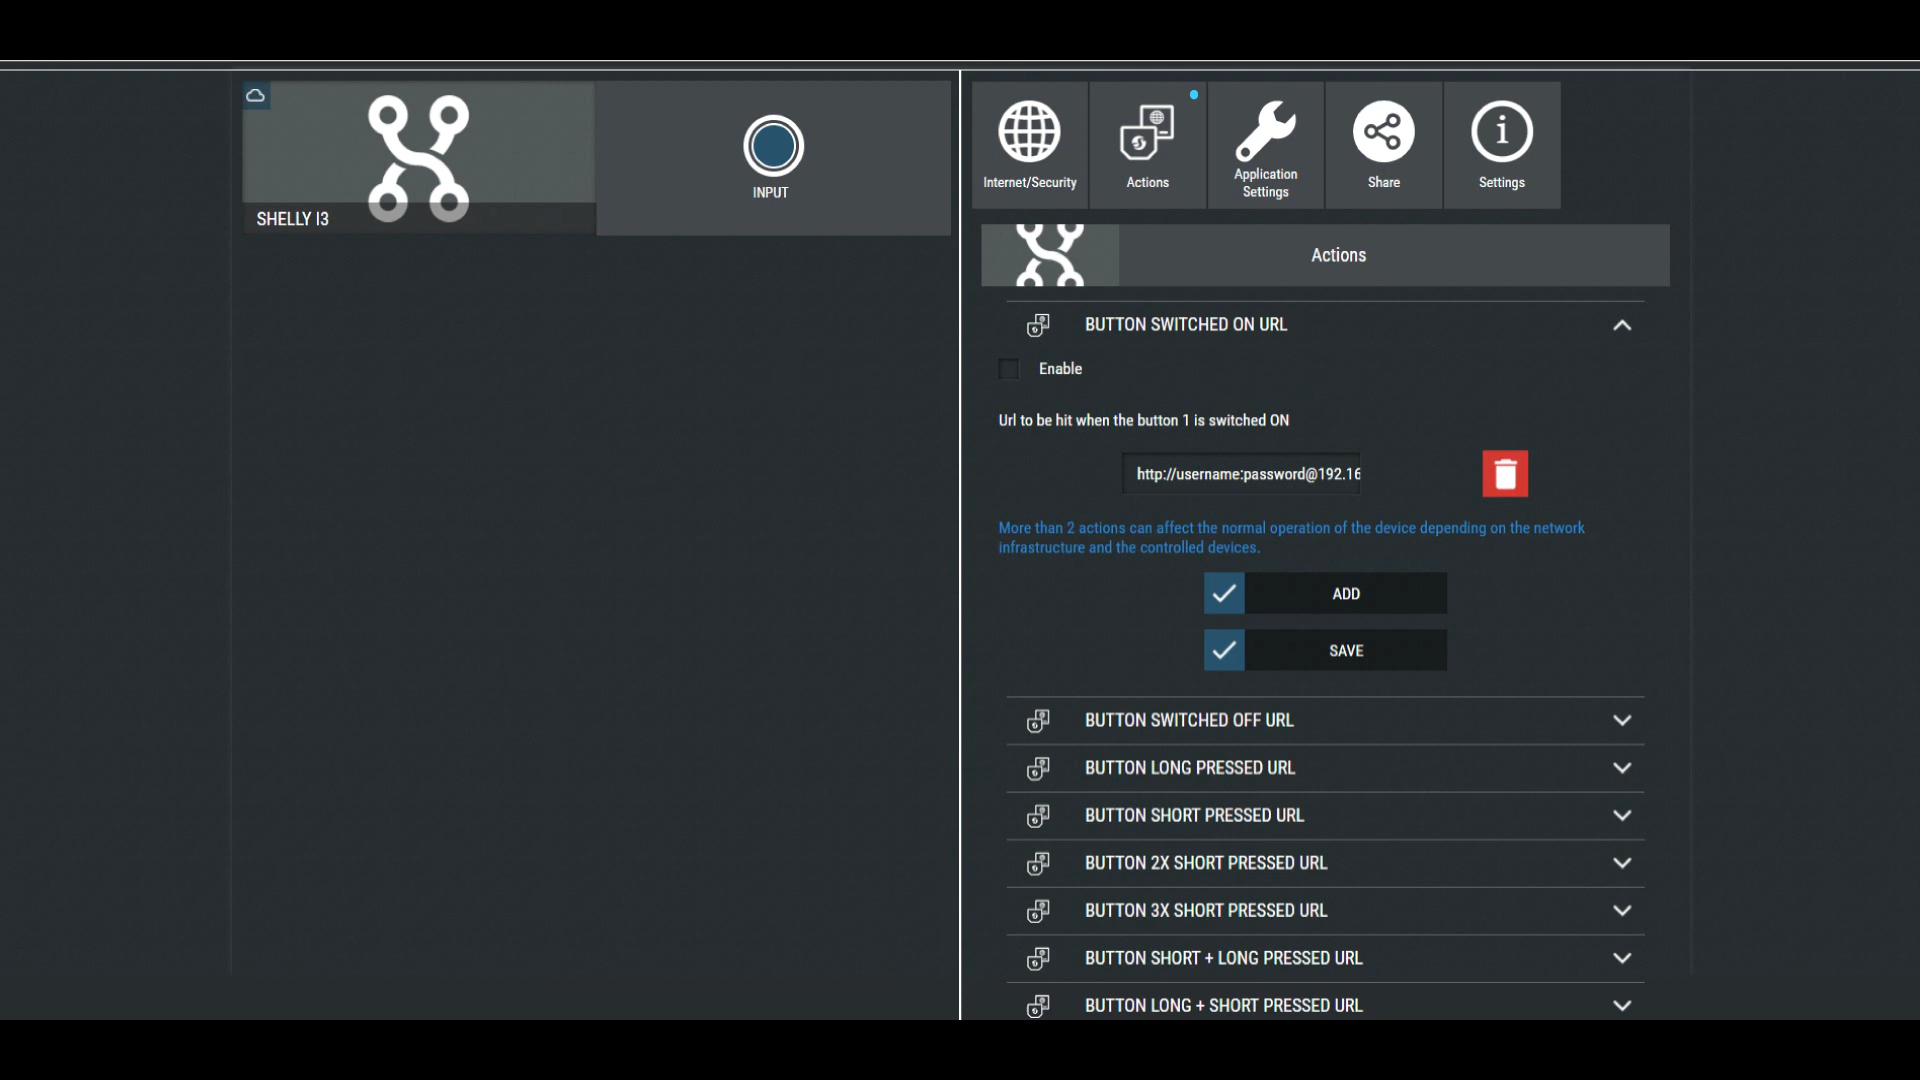 SHELLY I3
INPUT
Internet/Security
Actions
Application
Settings
Share
Settings
Actions
BUTTON SWITCHED ON URL
Enable
Url to be hit when the button 1 is switched ON
http://username:password@192.16
More than 2 actions can affect the normal operation of the device depending on the network
infrastructure and the controlled devices.
ADD
SAVE
BUTTON SWITCHED OFF URL
BUTTON LONG PRESSED URL
BUTTON SHORT PRESSED URL
BUTTON 2X SHORT PRESSED URL
BUTTON 3X SHORT PRESSED URL
BUTTON SHORT + LONG PRESSED URL
BUTTON LONG + SHORT PRESSED URL